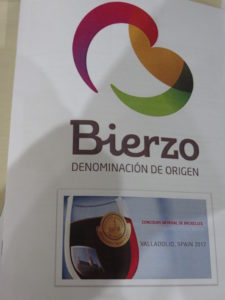 Bierzo
DENOMINACIÓN DE ORIGEN
CONCOURS MONDIAL DE BRUXELLES
VALLADOLID, SPAIN 2017